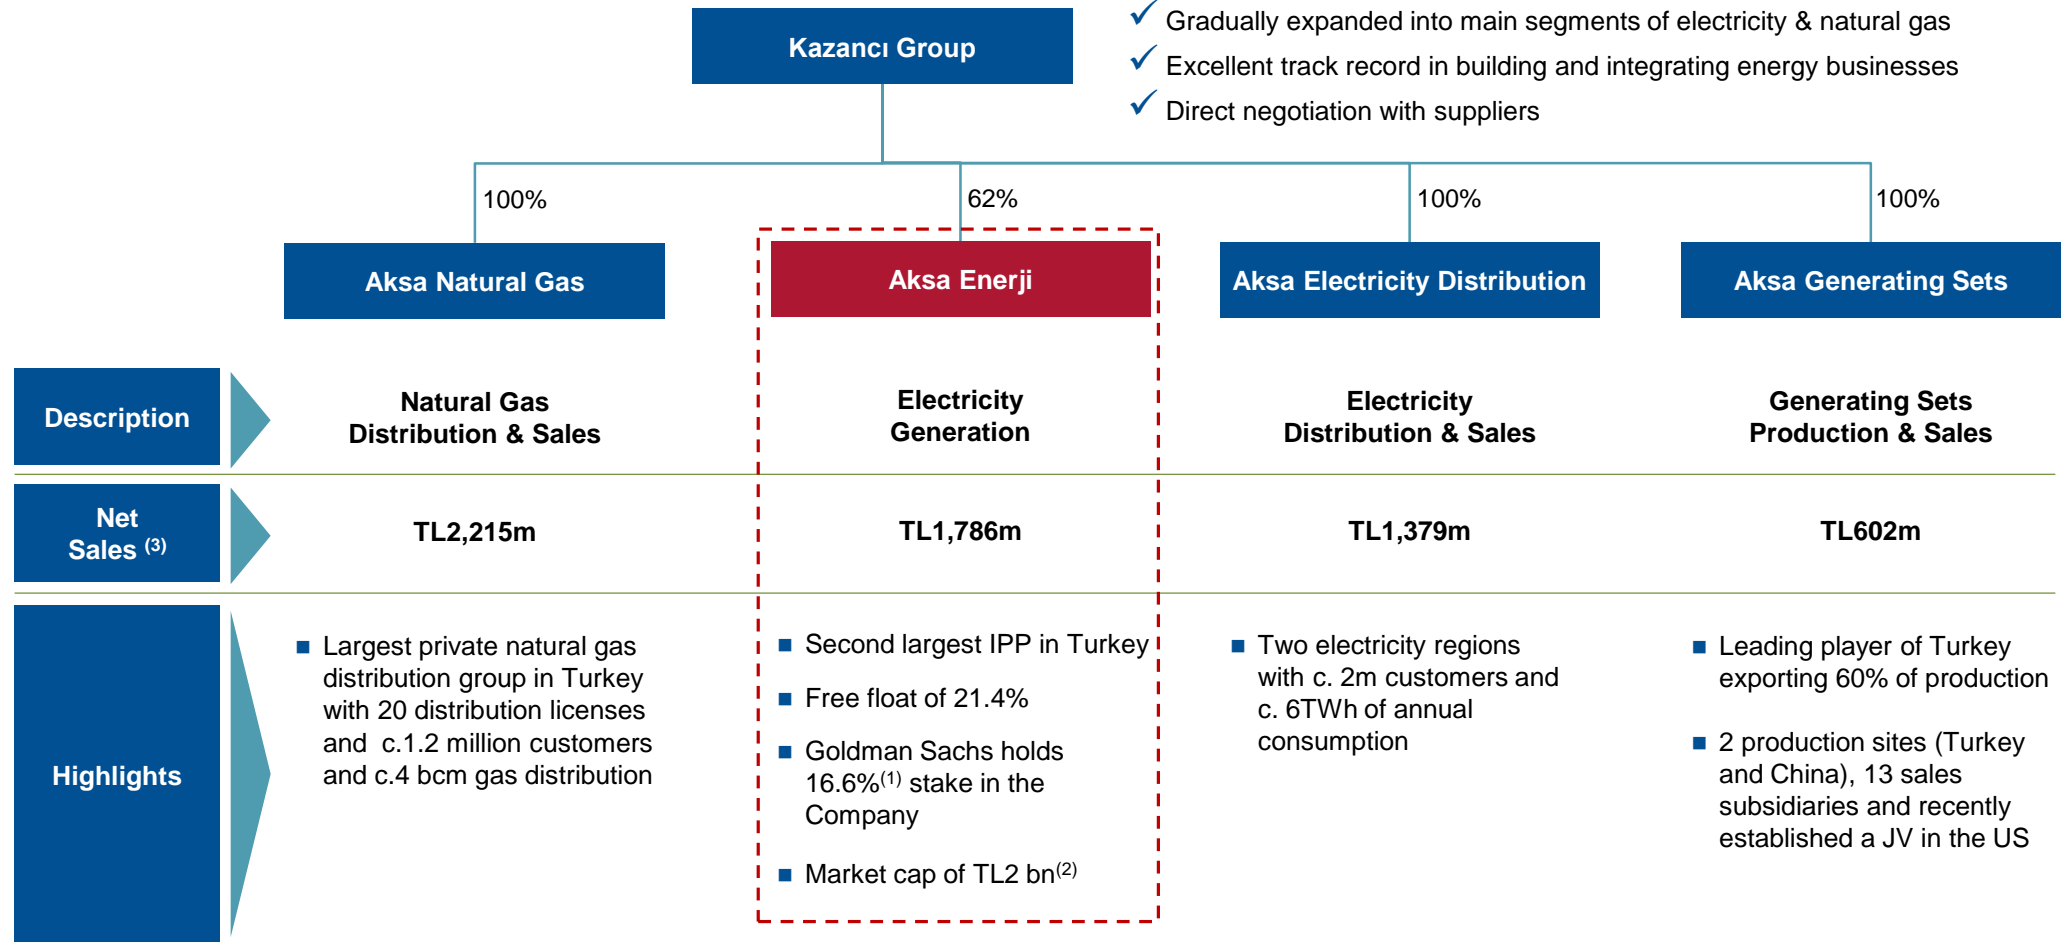 Gradually expanded into main segments of electricity & natural gas
Kazancı Group
Excellent track record in building and integrating energy businesses
Direct negotiation with suppliers
100%
62%
100%
100%
Aksa Natural Gas
Aksa Enerji
Aksa Electricity Distribution
Aksa Generating Sets
Description
Natural Gas
Distribution & Sales
Electricity
Generation
Electricity
Distribution & Sales
Generating Sets
Production & Sales
Net
Sales (3)
TL2,215m
TL1,786m
TL1,379m
TL602m
Highlights
Largest private natural gas
distribution group in Turkey
with 20 distribution licenses
and c.1.2 million customers
and c.4 bcm gas distribution
Second largest IPP in Turkey
Free float of 21.4%
Goldman Sachs holds
16.6%(1) stake in the
Company
Market cap of TL2 bn(2)
Two electricity regions
with c. 2m customers and
c. 6TWh of annual
consumption
Leading player of Turkey
exporting 60% of production
2 production sites (Turkey
and China), 13 sales
subsidiaries and recently
established a JV in the US